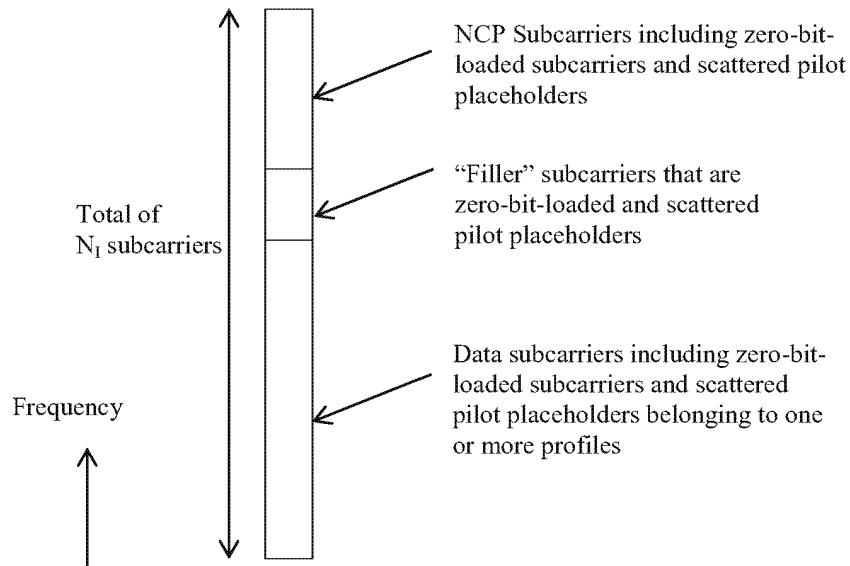 NCP Subcarriers including zero-bit-
loaded subcarriers and scattered pilot
placeholders
“Filler” subcarriers that are
zero-bit-loaded and scattered
pilot placeholders
Total of
N_I subcarriers
Data subcarriers including zero-bit-
loaded subcarriers and scattered
pilot placeholders belonging to one
or more profiles
Frequency